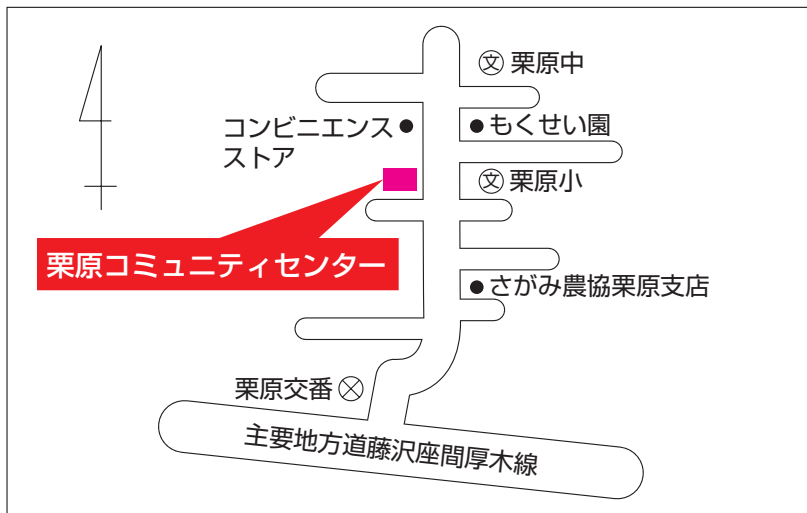 文 栗原中
コンビニエンス
ストア
もくせい園
文 栗原小
栗原コミュニティセンター
さがみ農協栗原支店
栗原交番
主要地方道藤沢座間厚木線